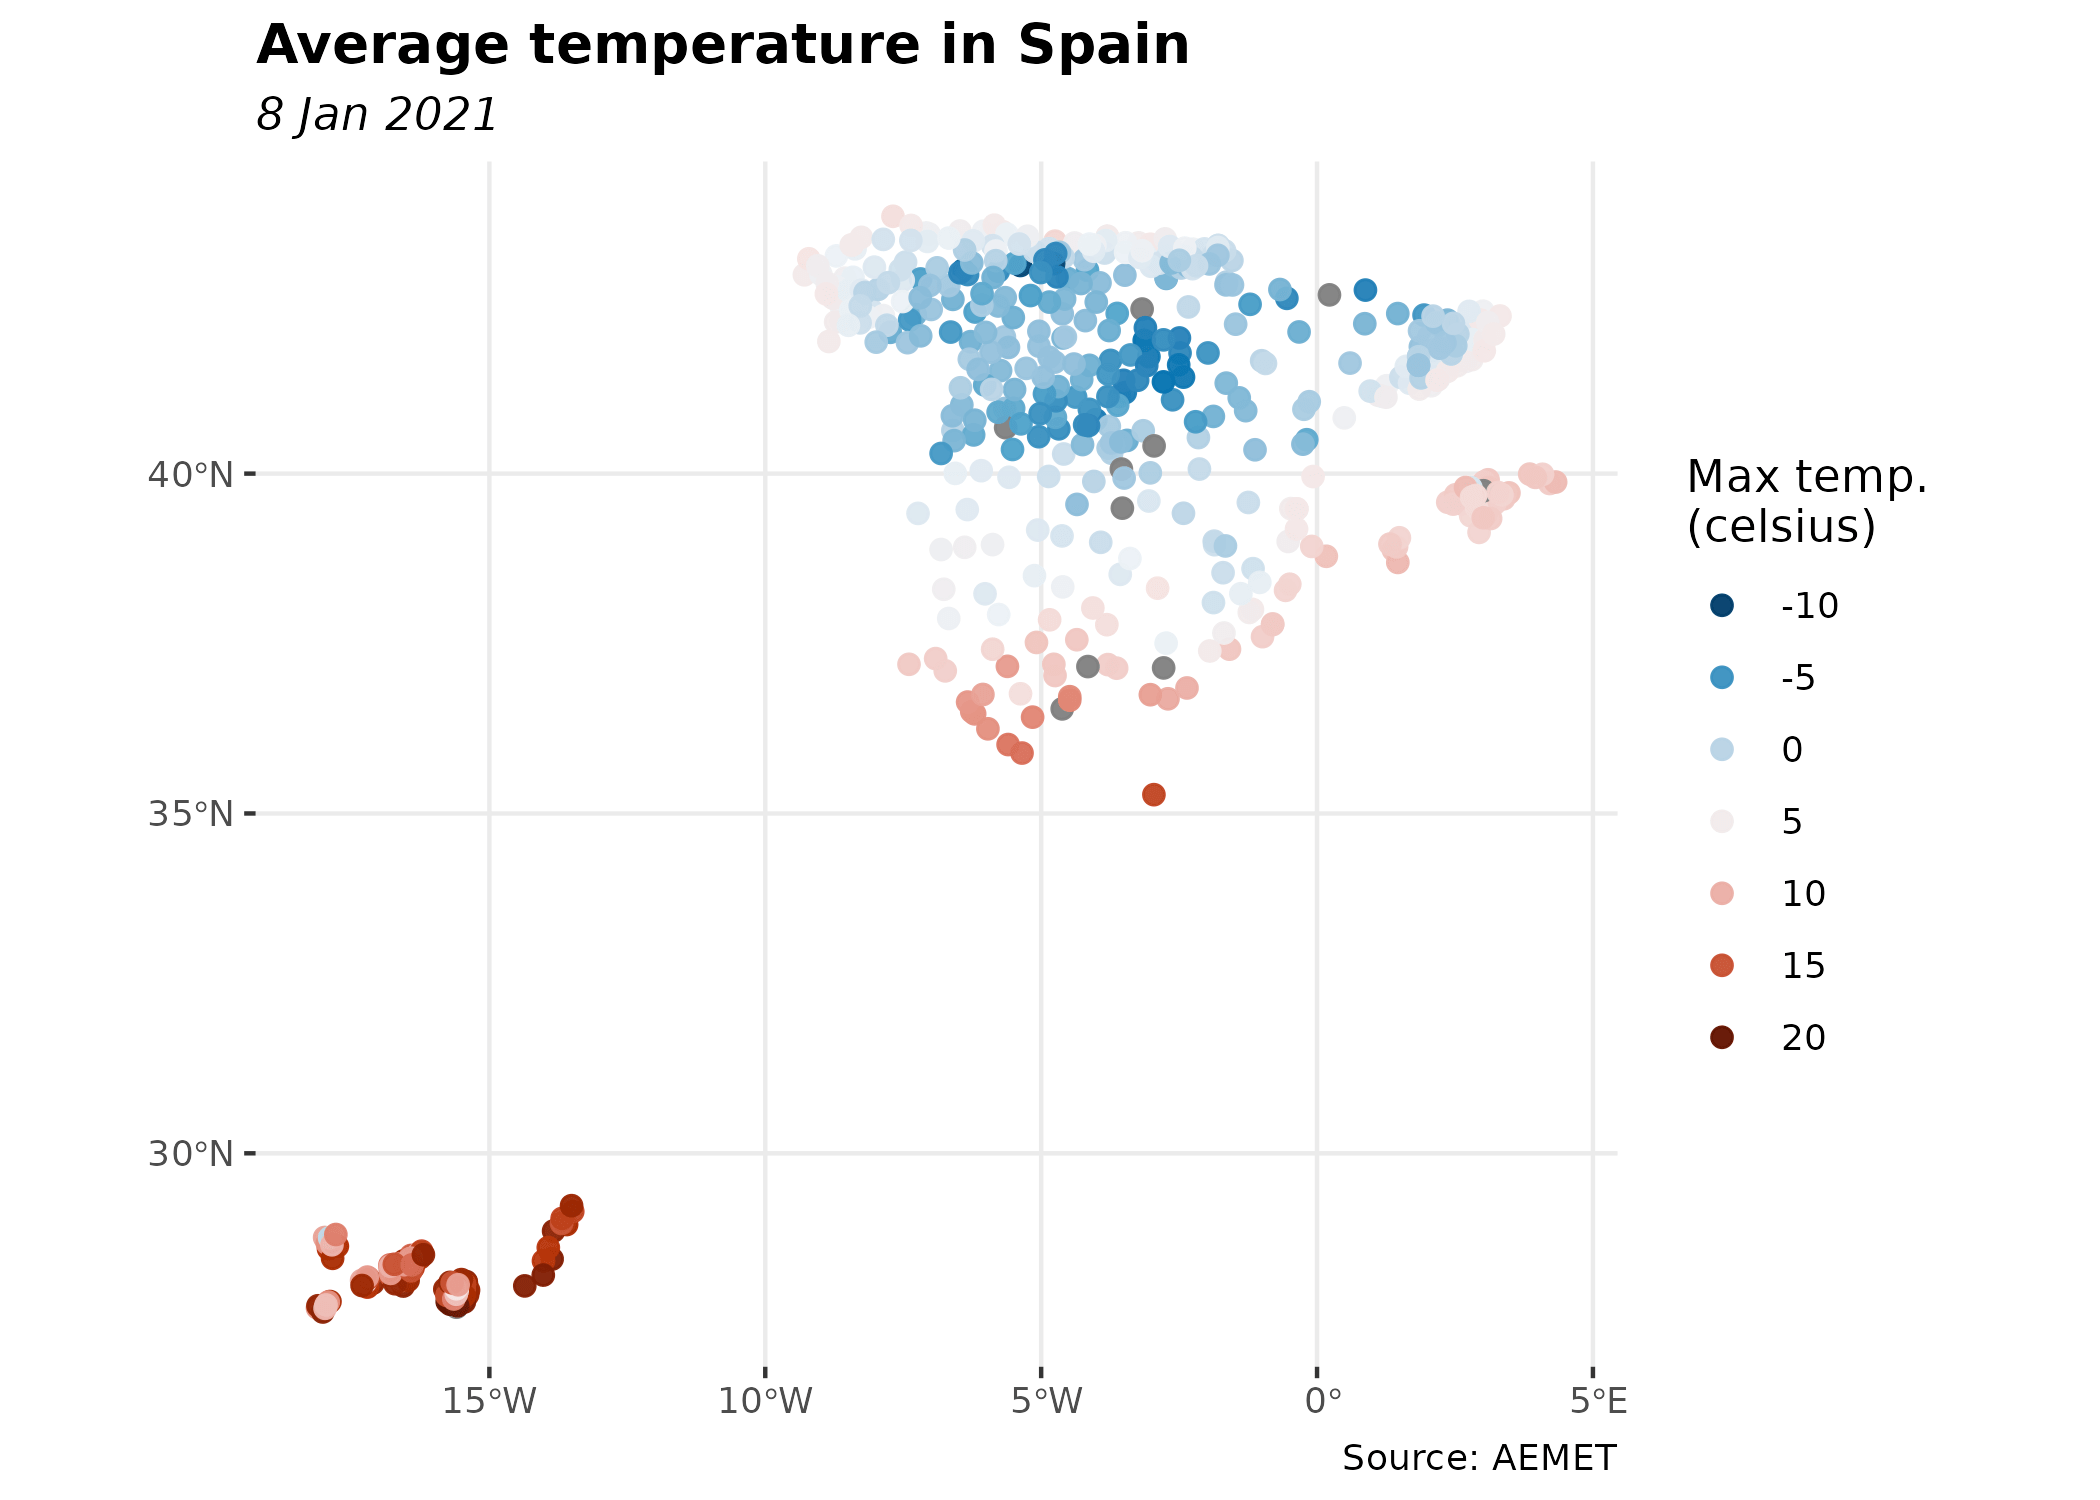 Average temperature in Spain
8 Jan 2021
40°N
35°N
30°N
15°W
10°W
5°W
0°
5°E
Max temp.
(celsius)
-10
-5
0
5
10
15
20
Source: AEMET